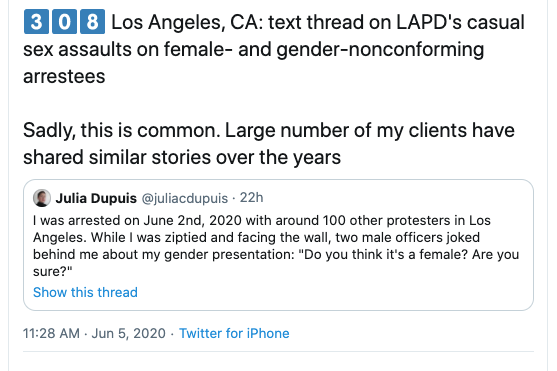 308 Los Angeles, CA: text thread on LAPD's casual
sex assaults on female- and gender-nonconforming
arrestees
Sadly, this is common. Large number of my clients have
shared similar stories over the years
Julia Dupuis @juliacdupuis · 22h
I was arrested on June 2nd, 2020 with around 100 other protesters in Los
Angeles. While I was ziptied and facing the wall, two male officers joked
behind me about my gender presentation: "Do you think it's a female? Are you
sure?"
Show this thread
11:28 AM · Jun 5, 2020 · Twitter for iPhone